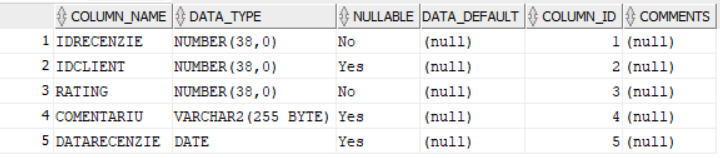 COLUMN_NAME DATA_TYPE NULLABLE DATA_DEFAULT COLUMN_ID COMMENTS
1 IDRECENZIE NUMBER(38,0) No (null) 1 (null)
2 IDCLIENT NUMBER(38,0) Yes (null) 2 (null)
3 RATING NUMBER(38,0) No (null) 3 (null)
4 COMENTARIU VARCHAR2(255 BYTE) Yes (null) 4 (null)
5 DATARECENZIE DATE Yes (null) 5 (null)